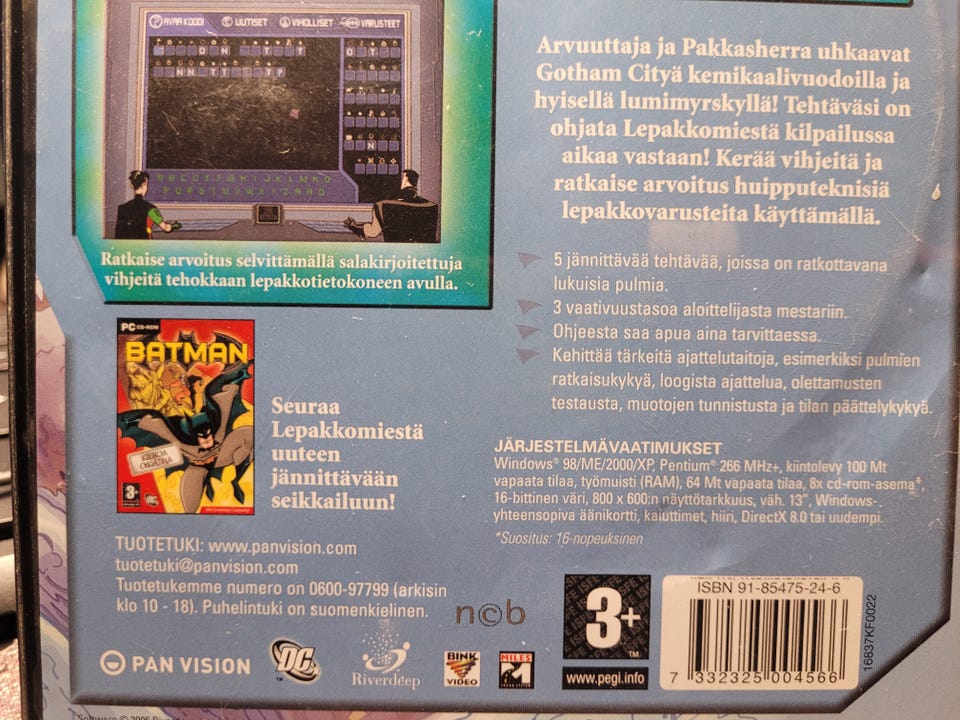 AVAA KOODI UUTISET VIHOLLISET VARUSTEET
ABCDEFGHIJKLMNO
PQRSTUVWXYZÅÄÖ
Ratkaise arvoitus selvittämällä salakirjoitettuja
vihjeitä tehokkaan lepakkotietokoneen avulla.
Arvuuttaja ja Pakkasherra uhkaavat
Gotham Cityä kemikaalivuodoilla ja
hyisellä lumimyrskyllä! Tehtäväsi on
ohjata Lepakkomiestä kilpailussa
aikaa vastaan! Kerää vihjeitä ja
ratkaise arvoitus huipputeknisiä
lepakkovarusteita käyttämällä.
5 jännittävää tehtävää, joissa on ratkottavana
lukuisia pulmia.
3 vaativuustasoa aloittelijasta mestariin.
Ohjeesta saa apua aina tarvittaessa.
Kehittää tärkeitä ajattelutaitoja, esimerkiksi pulmien
ratkaisukykyä, loogista ajattelua, olettamusten
testausta, muotojen tunnistusta ja tilan päättelykykyä.
PC CD-ROM
BATMAN
3+
DC
Seuraa
Lepakkomiestä
uuteen
jännittävään
seikkailuun!
JÄRJESTELMÄVAATIMUKSET
Windows® 98/ME/2000/XP, Pentium® 266 MHz+, kiintolevy 100 Mt
vapaata tilaa, työmuisti (RAM), 64 Mt vapaata tilaa, 8x cd-rom-asema*,
16-bittinen väri, 800 x 600:n näyttötarkkuus, väh. 13", Windows-
yhteensopiva äänikortti, kaiuttimet, hiiri, DirectX 8.0 tai uudempi.
*Suositus: 16-nopeuksinen
TUOTETUKI: www.panvision.com
tuotetuki@panvision.com
Tuotetukemme numero on 0600-97799 (arkisin
klo 10 - 18). Puhelintuki on suomenkielinen.
ncb
PAN VISION
DC
TM
Riverdeep
BINK
VIDEO
MILES
3+
TM
www.pegi.info
ISBN 91-85475-24-6
7 332325 004566
16837KF0022